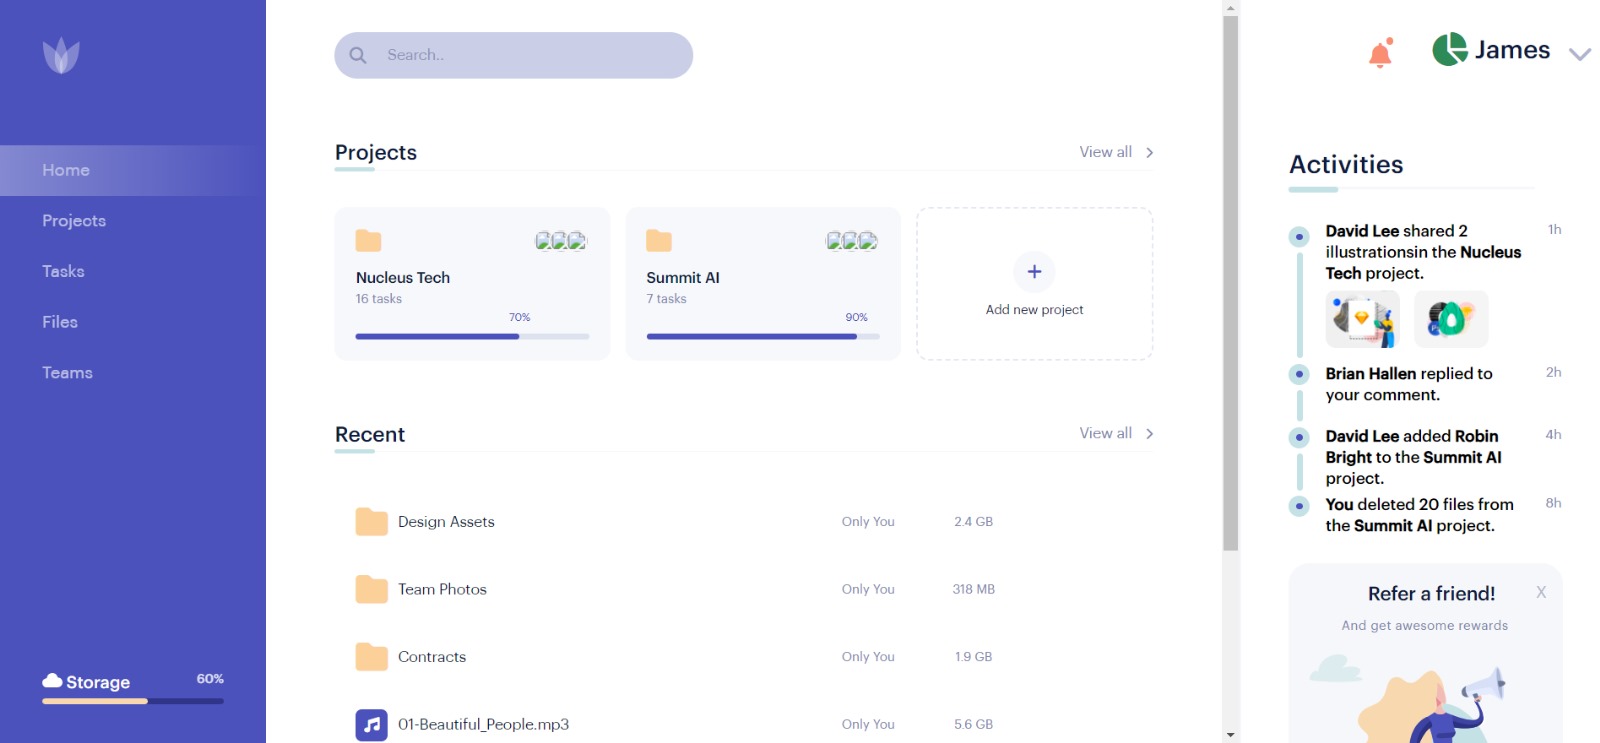 Search..
James
Home
Projects
Tasks
Files
Teams
Storage 60%
Projects
View all
Nucleus Tech
16 tasks
70%
Summit AI
7 tasks
90%
Add new project
Recent
View all
Design Assets Only You 2.4 GB
Team Photos Only You 318 MB
Contracts Only You 1.9 GB
01-Beautiful_People.mp3 Only You 5.6 GB
Activities
David Lee shared 2 1h
illustrationsin the Nucleus
Tech project.
Brian Hallen replied to 2h
your comment.
David Lee added Robin 4h
Bright to the Summit AI
project.
You deleted 20 files from 8h
the Summit AI project.
Refer a friend! X
And get awesome rewards